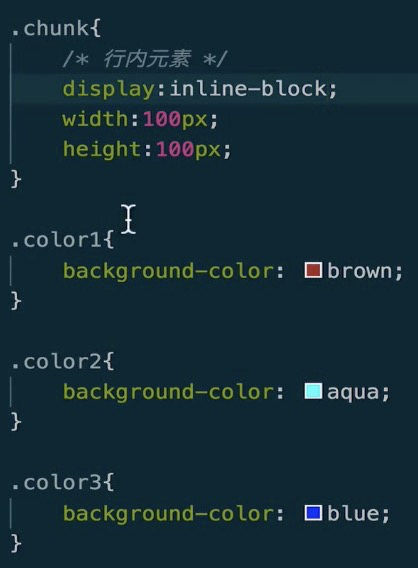 .chunk{
/* 行内元素 */
display:inline-block;
width:100px;
height:100px;
}
.color1{
background-color: brown;
}
.color2{
background-color: aqua;
}
.color3{
background-color: blue;
}